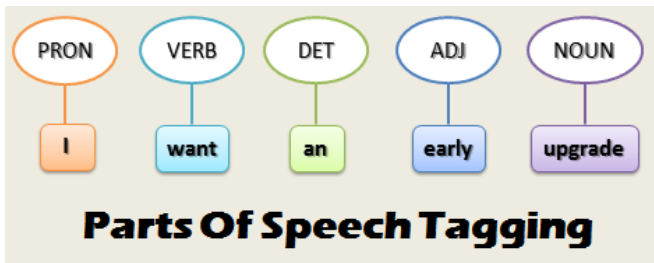 PRON VERB DET ADJ NOUN
I want an early upgrade
Parts Of Speech Tagging